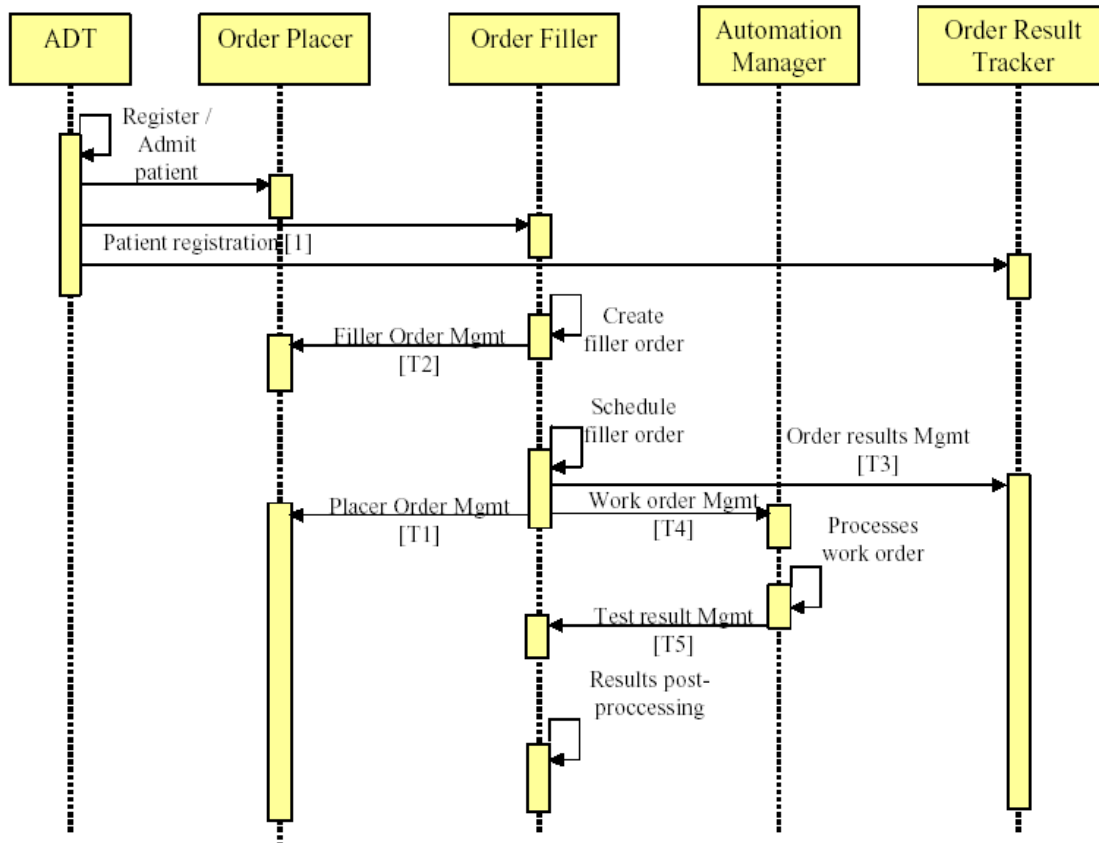 ADT
Order Placer
Order Filler
Automation
Manager
Order Result
Tracker
Register /
Admit
patient
Patient registration [1]
Create
filler order
Filler Order Mgmt
[T2]
Schedule
filler order
Order results Mgmt
[T3]
Placer Order Mgmt
[T1]
Work order Mgmt
[T4]
Processes
work order
Test result Mgmt
[T5]
Results post-
proccessing